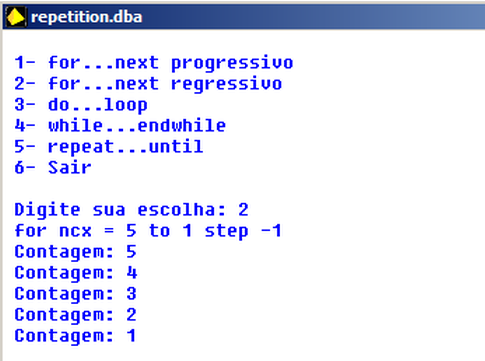 repetition.dba
1- for...next progressivo
2- for...next regressivo
3- do...loop
4- while...endwhile
5- repeat...until
6- Sair
Digite sua escolha: 2
for ncx = 5 to 1 step -1
Contagem: 5
Contagem: 4
Contagem: 3
Contagem: 2
Contagem: 1